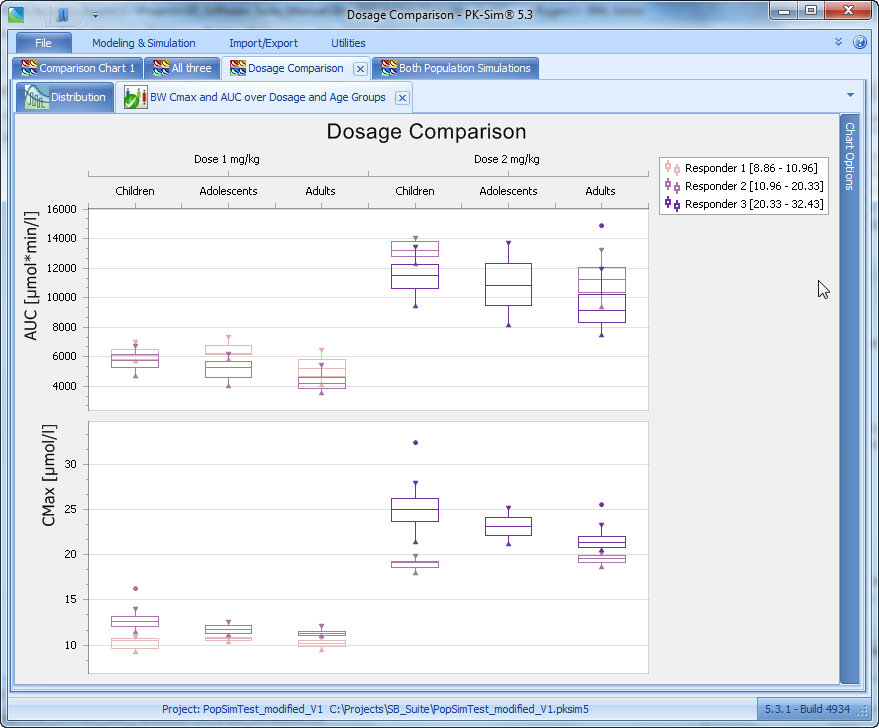 Dosage Comparison - PK-Sim® 5.3
File Modeling & Simulation Import/Export Utilities
Comparison Chart 1 All three Dosage Comparison Both Population Simulations
Distribution BW Cmax and AUC over Dosage and Age Groups
Chart Options
Dosage Comparison
Dose 1 mg/kg Dose 2 mg/kg
Children Adolescents Adults Children Adolescents Adults
Responder 1 [8.86 - 10.96]
Responder 2 [10.96 - 20.33]
Responder 3 [20.33 - 32.43]
AUC [µmol*min/l]
16000
14000
12000
10000
8000
6000
4000
CMax [µmol/l]
30
25
20
15
10
Project: PopSimTest_modified_V1 C:\Projects\SB_Suite\PopSimTest_modified_V1.pksim5
5.3.1 - Build 4934